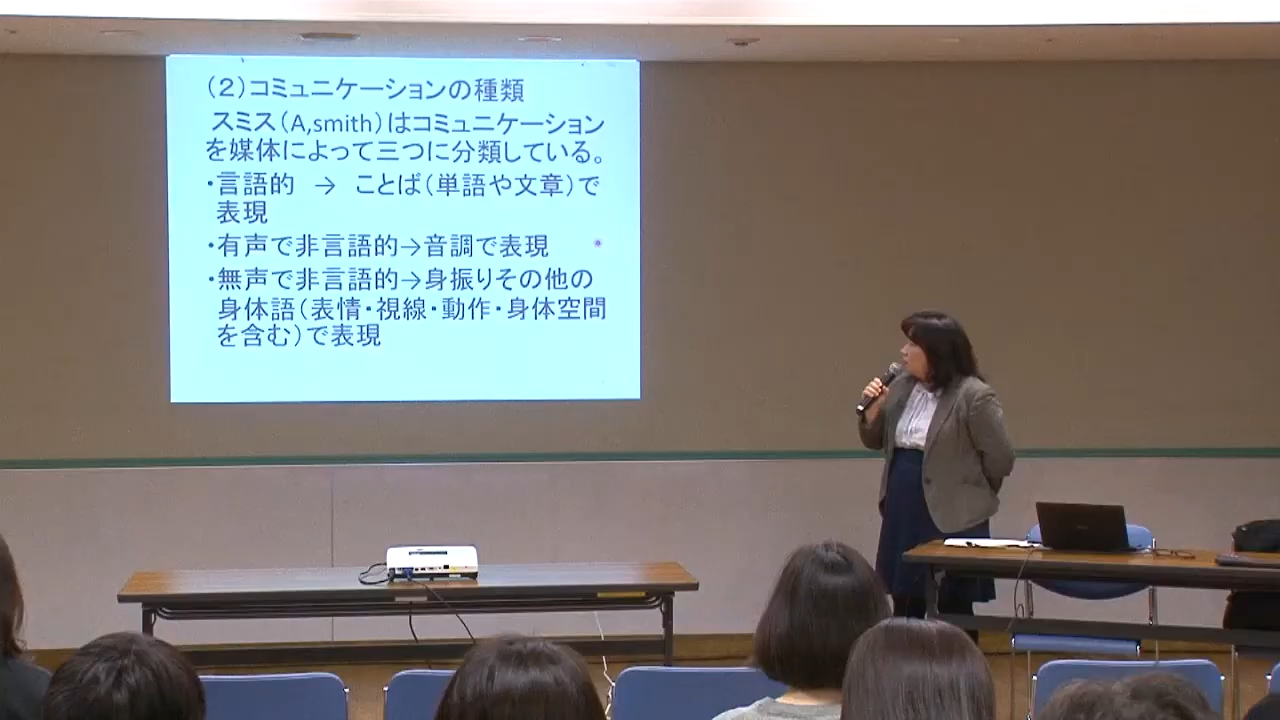 （２）コミュニケーションの種類
スミス（A,smith）はコミュニケーション
を媒体によって三つに分類している。
・言語的　→　ことば（単語や文章）で
表現
・有声で非言語的→音調で表現
・無声で非言語的→身振りその他の
身体語（表情・視線・動作・身体空間
を含む）で表現